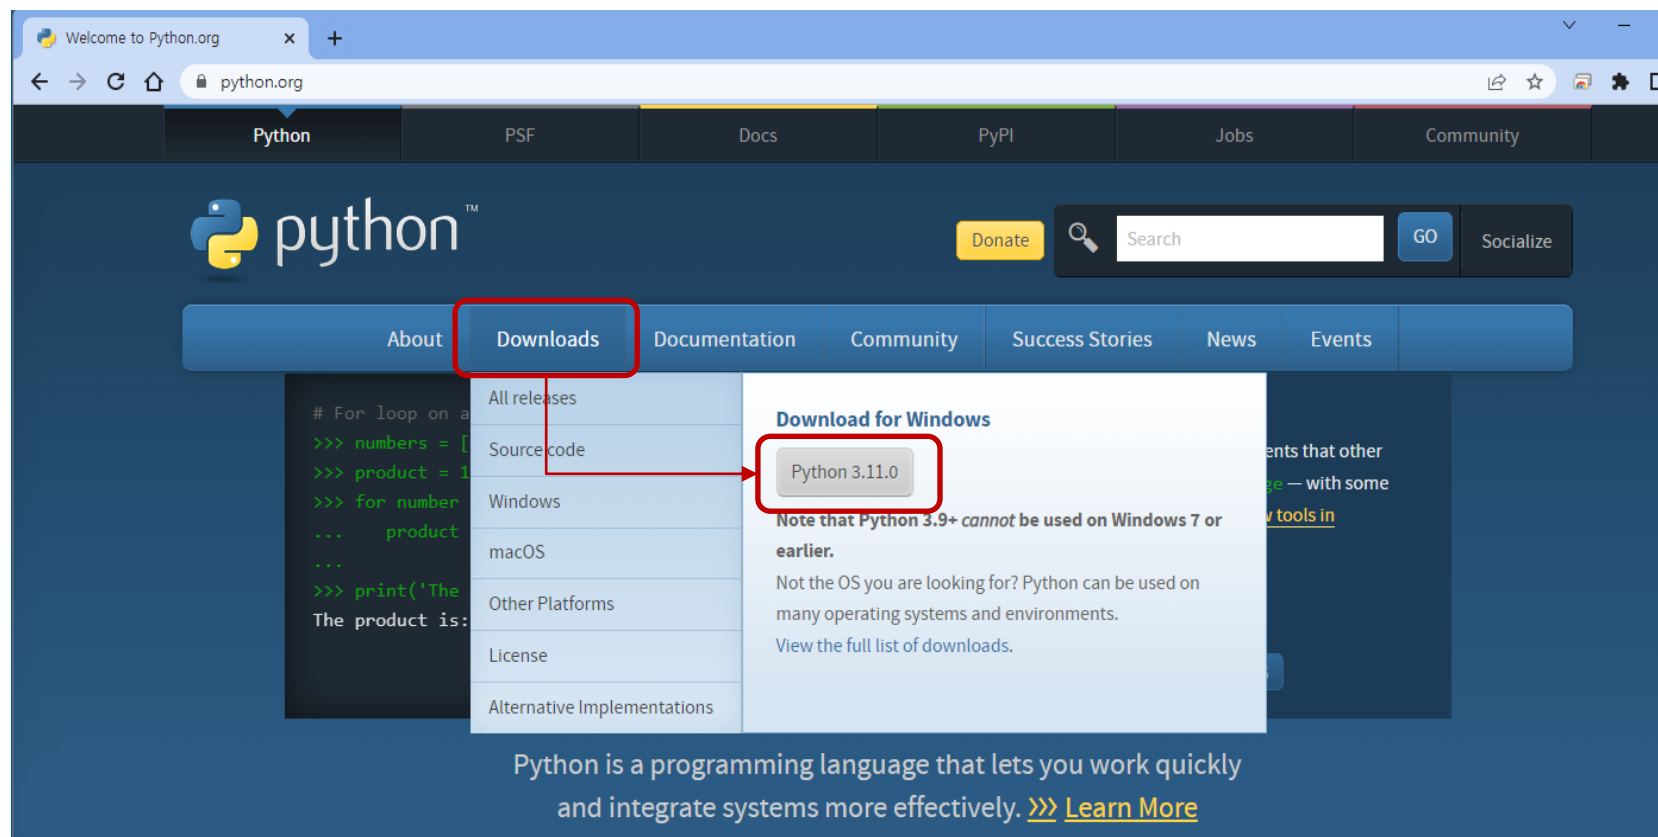 Welcome to Python.org
python.org
Python PSF Docs PyPI Jobs Community
python™
Donate Search GO Socialize
About Downloads Documentation Community Success Stories News Events
# For loop on a
>>> numbers = [
>>> product = 1
>>> for number
... product
...
>>> print('The
The product is:
All releases
Source code
Windows
macOS
Other Platforms
License
Alternative Implementations
Download for Windows
Python 3.11.0
Note that Python 3.9+ cannot be used on Windows 7 or
earlier.
Not the OS you are looking for? Python can be used on
many operating systems and environments.
View the full list of downloads.
that other
— with some
tools in
Python is a programming language that lets you work quickly
and integrate systems more effectively. >>> Learn More